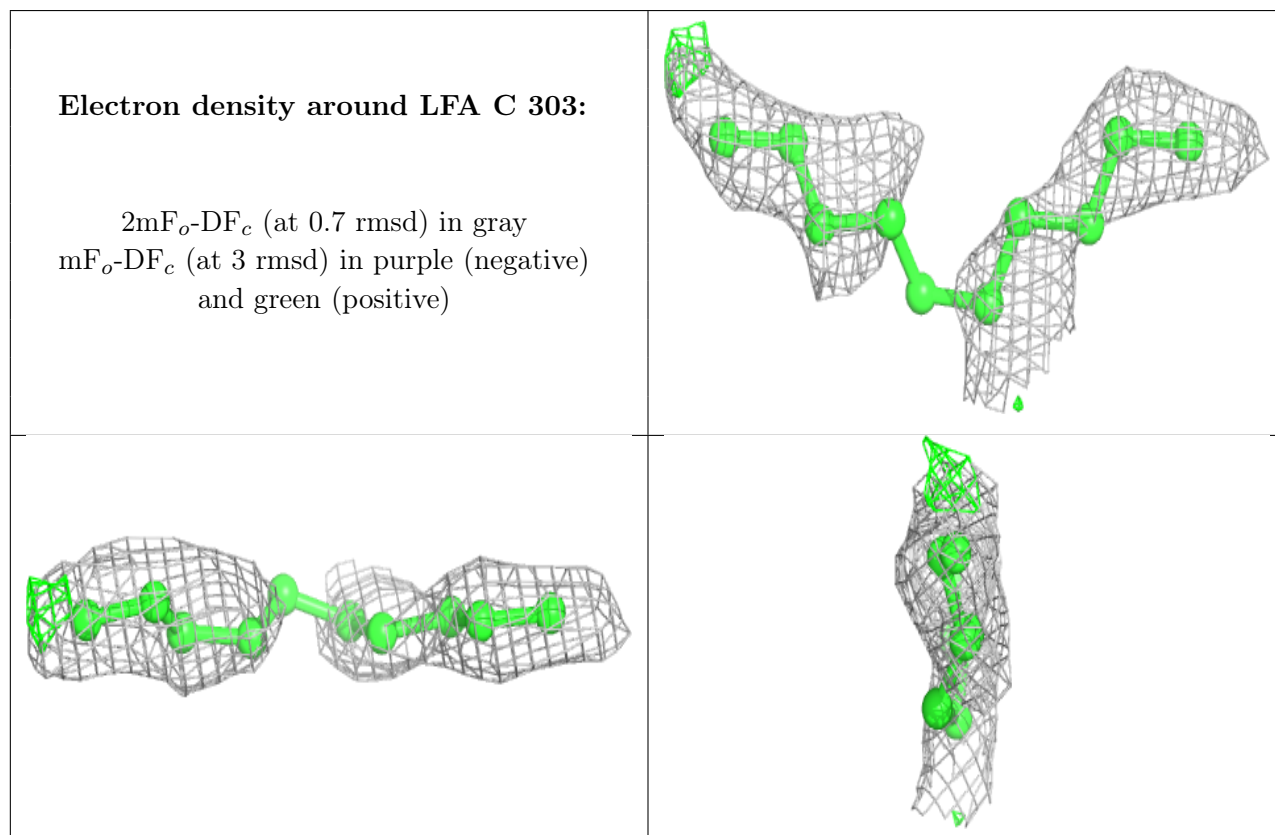 Electron density around LFA C 303:
2mFo-DFc (at 0.7 rmsd) in gray
mFo-DFc (at 3 rmsd) in purple (negative)
and green (positive)